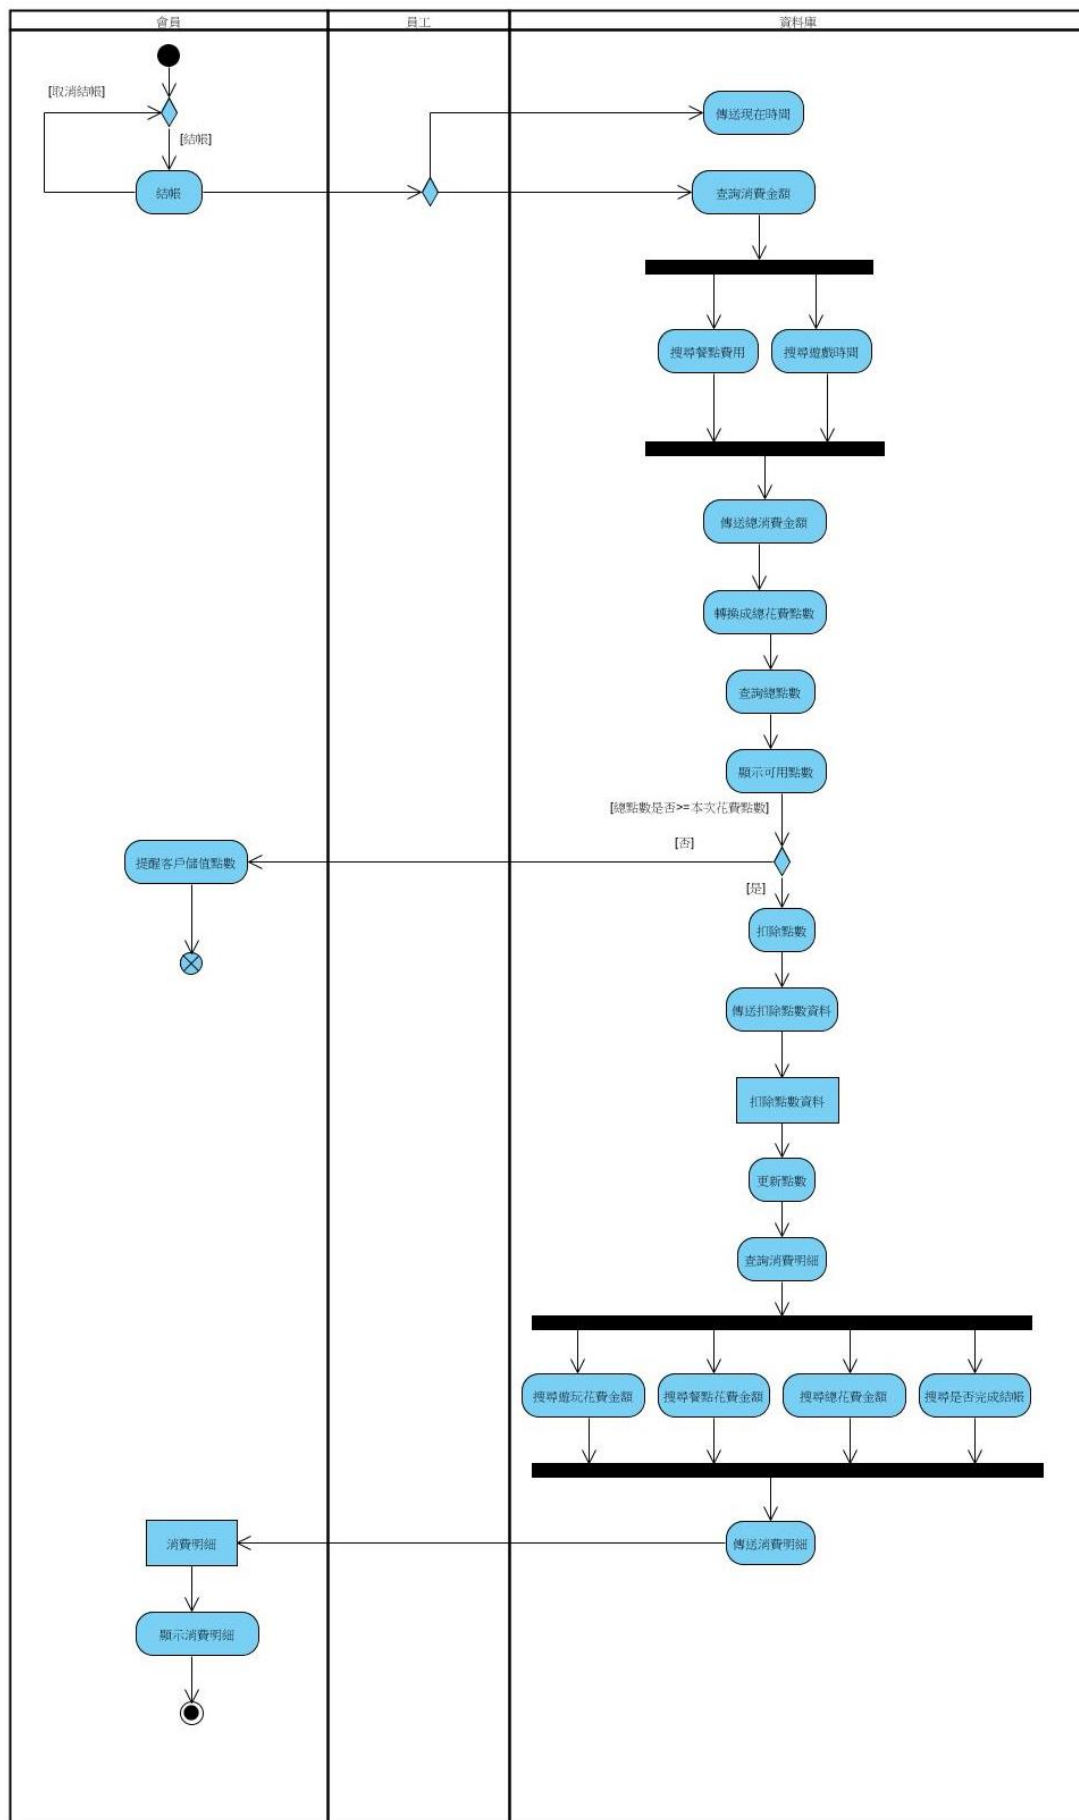 會員
員工
資料庫
[取消結帳]
傳送現在時間
[結帳]
結帳
查詢消費金額
搜尋餐點費用
搜尋遊戲時間
傳送總消費金額
轉換成總花費點數
查詢總點數
顯示可用點數
[總點數是否>=本次花費點數]
[否]
提醒客戶儲值點數
[是]
扣除點數
傳送扣除點數資料
扣除點數資料
更新點數
查詢消費明細
搜尋遊玩花費金額
搜尋餐點花費金額
搜尋總花費金額
搜尋是否完成結帳
消費明細
傳送消費明細
顯示消費明細